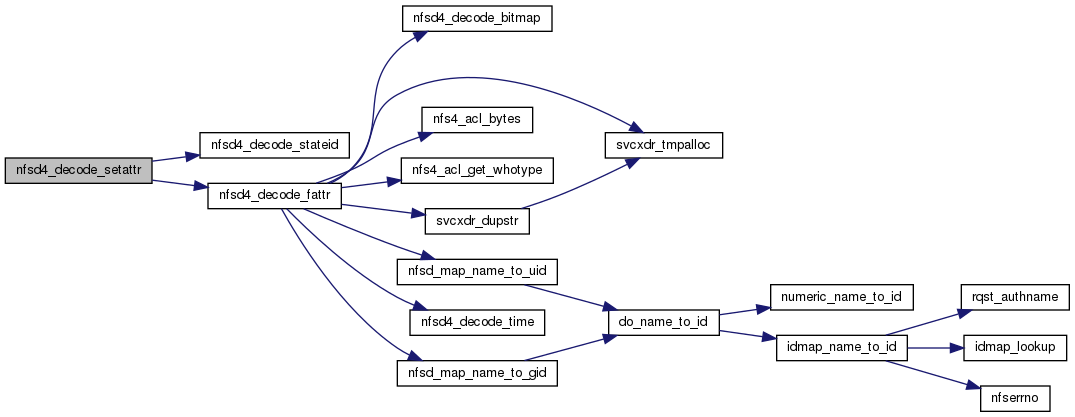 nfsd4_decode_bitmap
nfs4_acl_bytes
nfsd4_decode_stateid
svcxdr_tmpalloc
nfsd4_decode_setattr
nfs4_acl_get_whotype
nfsd4_decode_fattr
svcxdr_dupstr
nfsd_map_name_to_uid
numeric_name_to_id
rqst_authname
nfsd4_decode_time
do_name_to_id
idmap_name_to_id
idmap_lookup
nfsd_map_name_to_gid
nfserrno